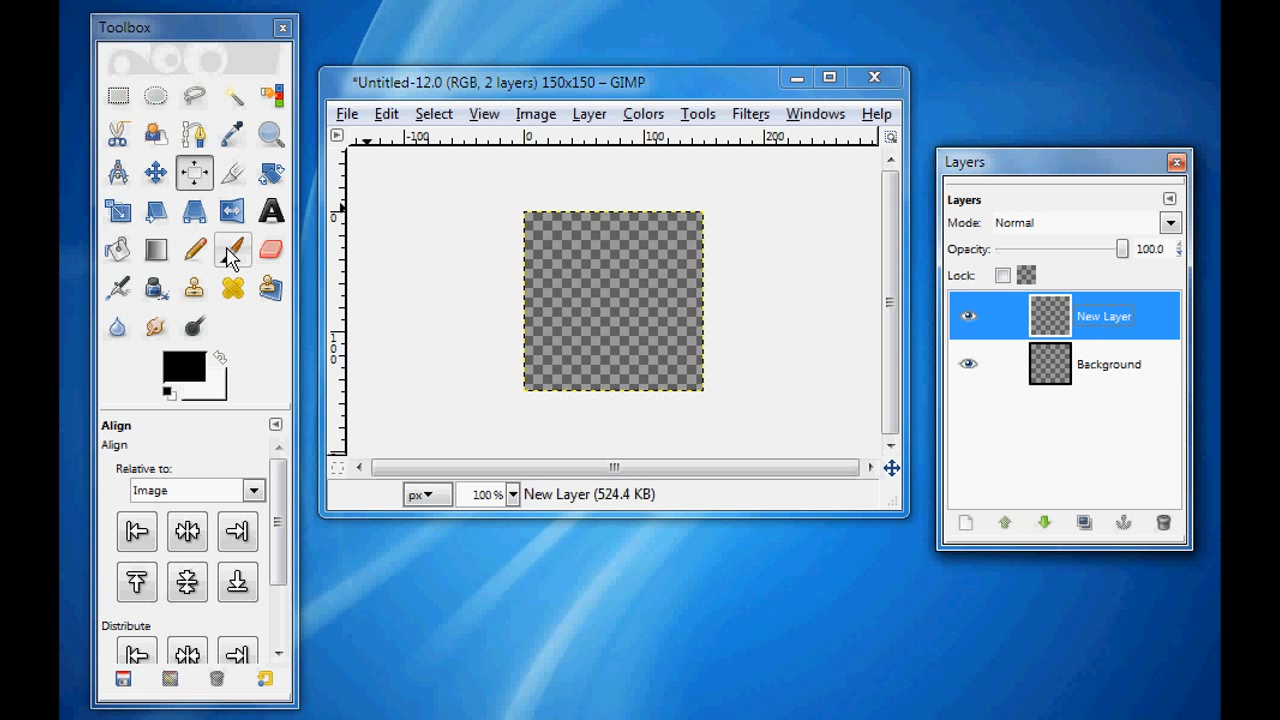 Toolbox
*Untitled-12.0 (RGB, 2 layers) 150x150 – GIMP
File Edit Select View Image Layer Colors Tools Filters Windows Help
-100 0 100 200
0
100
px 100 % New Layer (524.4 KB)
Align
Align
Relative to:
Image
Distribute
Layers
Layers
Mode: Normal
Opacity: 100.0
Lock:
New Layer
Background